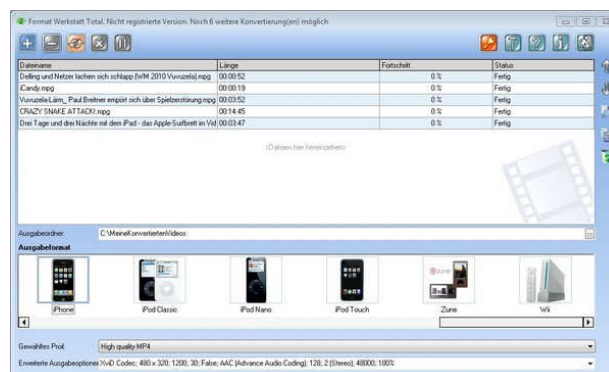 Format Werkstatt Total. Nicht registrierte Version. Noch 6 weitere Konvertierung(en) möglich
Dateiname Länge Fortschritt Status
Delling und Netzer lachen sich schlapp (WM 2010 Vuvuzela).mpg 00:00:52 0 % Fertig
iCandy.mpg 00:00:19 0 % Fertig
Vuvuzela-Lärm_ Paul Breitner empört sich über Spielzerstörung.mpg 00:03:52 0 % Fertig
CRAZY SNAKE ATTACK!.mpg 00:14:45 0 % Fertig
Drei Tage und drei Nächte mit dem iPad - das Apple-Surfbrett im Vid 00:03:47 0 % Fertig
<Dateien hier hereinziehen>
Ausgabeordner: C:\MeineKonvertiertenVideos
Ausgabeformat
iPhone iPod Classic iPod Nano iPod Touch Zune Wii
Gewähltes Prof. High quality MP4
Erweiterte Ausgabeoptionen XviD Codec; 480 x 320; 1200; 30; False; AAC (Advance Audio Coding); 128; 2 (Stereo); 48000; 100%